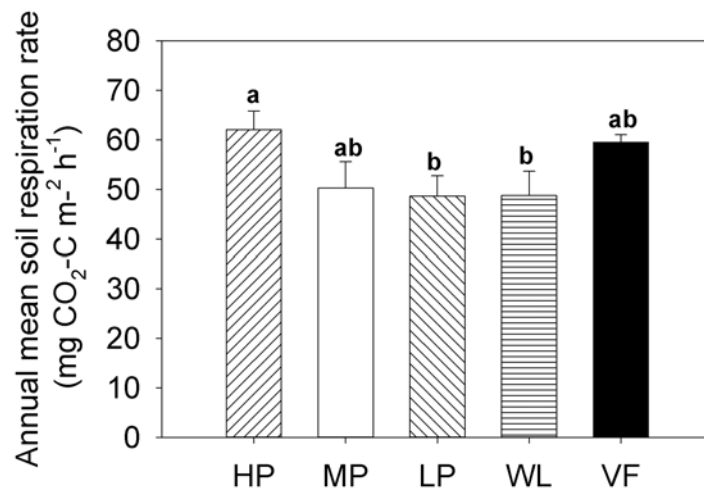 Annual mean soil respiration rate
(mg CO₂-C m-² h⁻¹)
80
70
60
50
40
30
20
10
0
a
ab
b
b
ab
HP MP LP WL VF